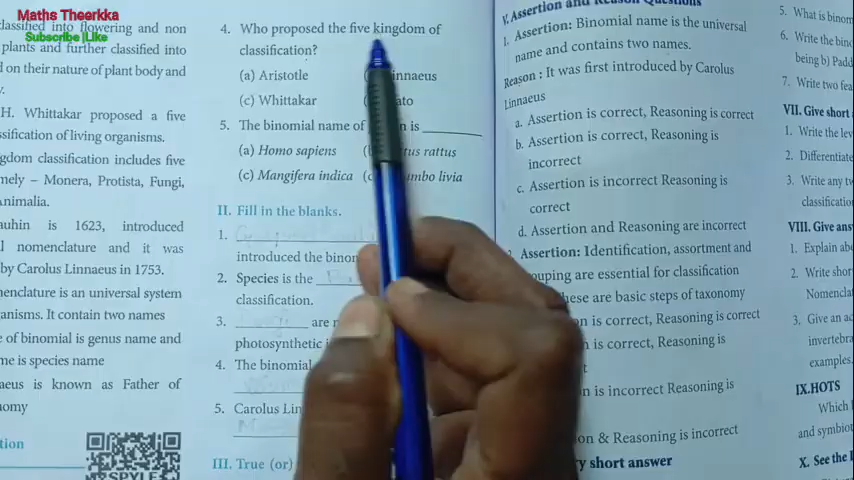 Maths Theerkka
Subscribe |Like
classified into flowering and non
plants and further classified into
on their nature of plant body and
H. Whittakar proposed a five
ssification of living organisms.
gdom classification includes five
mely – Monera, Protista, Fungi,
nimalia.
auhin is 1623, introduced
nomenclature and it was
by Carolus Linnaeus in 1753.
enclature is an universal system
anisms. It contain two names
e of binomial is genus name and
me is species name
aeus is known as Father of
omy
tion
4. Who proposed the five kingdom of
classification?
(a) Aristotle innaeus
(c) Whittakar ato
5. The binomial name of is
(a) Homo sapiens ttus rattus
(c) Mangifera indica umbo livia
II. Fill in the blanks.
1.
introduced the binom
2. Species is the
classification.
3. are
photosynthetic
4. The binomial
5. Carolus Lin
III. True (or)
V. Assertion and Reason Questions
1. Assertion: Binomial name is the universal
name and contains two names.
Reason : It was first introduced by Carolus
Linnaeus
a. Assertion is correct, Reasoning is correct
b. Assertion is correct, Reasoning is
incorrect
c. Assertion is incorrect Reasoning is
correct
d. Assertion and Reasoning are incorrect
Assertion: Identification, assortment and
ouping are essential for classification
hese are basic steps of taxonomy
n is correct, Reasoning is correct
n is correct, Reasoning is
t
n is incorrect Reasoning is
on & Reasoning is incorrect
ry short answer
5. What is binom
6. Write the bino
being b) Padd
7. Write two fea
VII. Give short
1. Write the lev
2. Differentiate
3. Write any tw
classification
VIII. Give ans
1. Explain abo
2. Write shor
Nomencla
3. Give an ac
invertebra
examples.
IX.HOTS
Which
and symbiot
X. See the